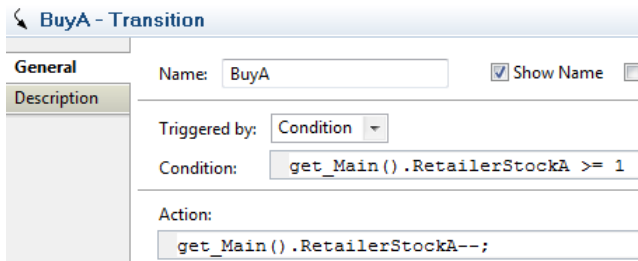 BuyA - Transition
General
Name: BuyA Show Name
Description
Triggered by: Condition
Condition: get_Main().RetailerStockA >= 1
Action:
get_Main().RetailerStockA--;